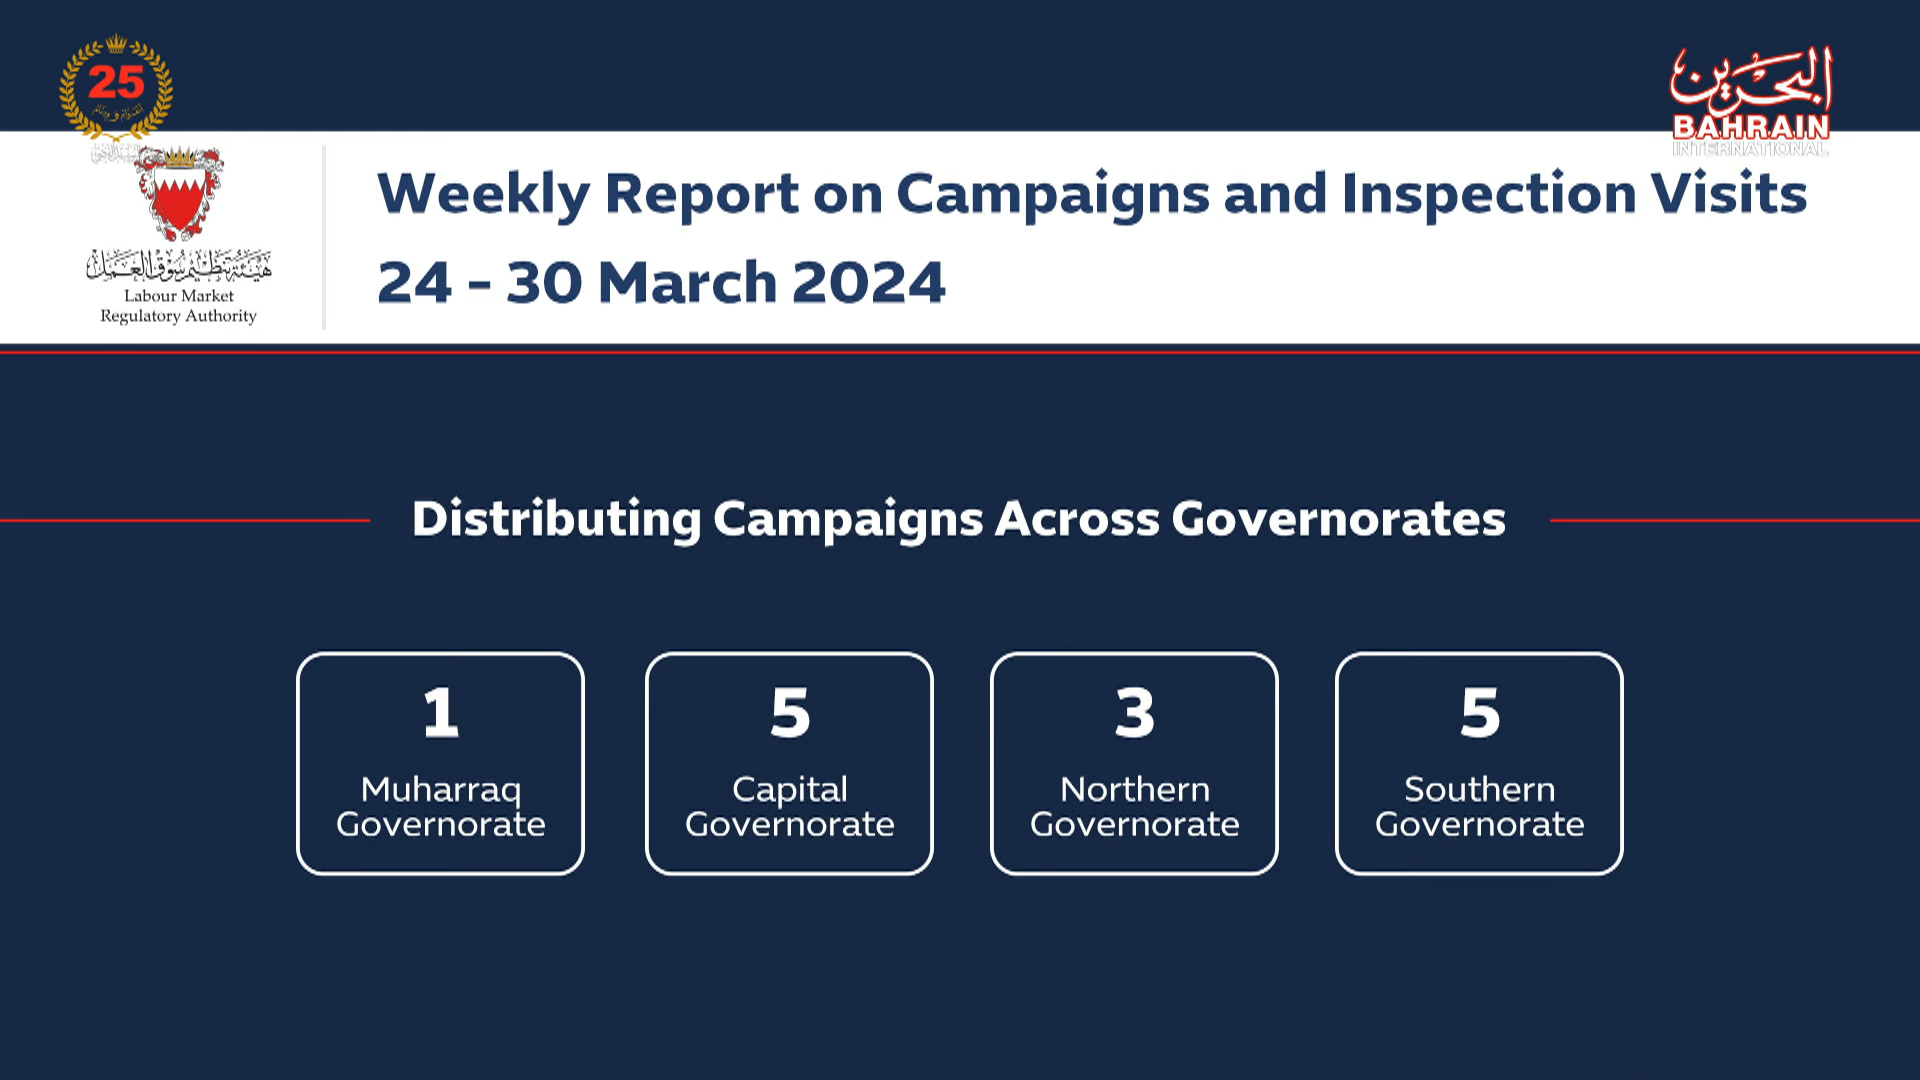 25
البحرين
BAHRAIN
INTERNATIONAL
هيئة تنظيم سوق العمل
Labour Market
Regulatory Authority
Weekly Report on Campaigns and Inspection Visits
24 - 30 March 2024
Distributing Campaigns Across Governorates
1
Muharraq
Governorate
5
Capital
Governorate
3
Northern
Governorate
5
Southern
Governorate